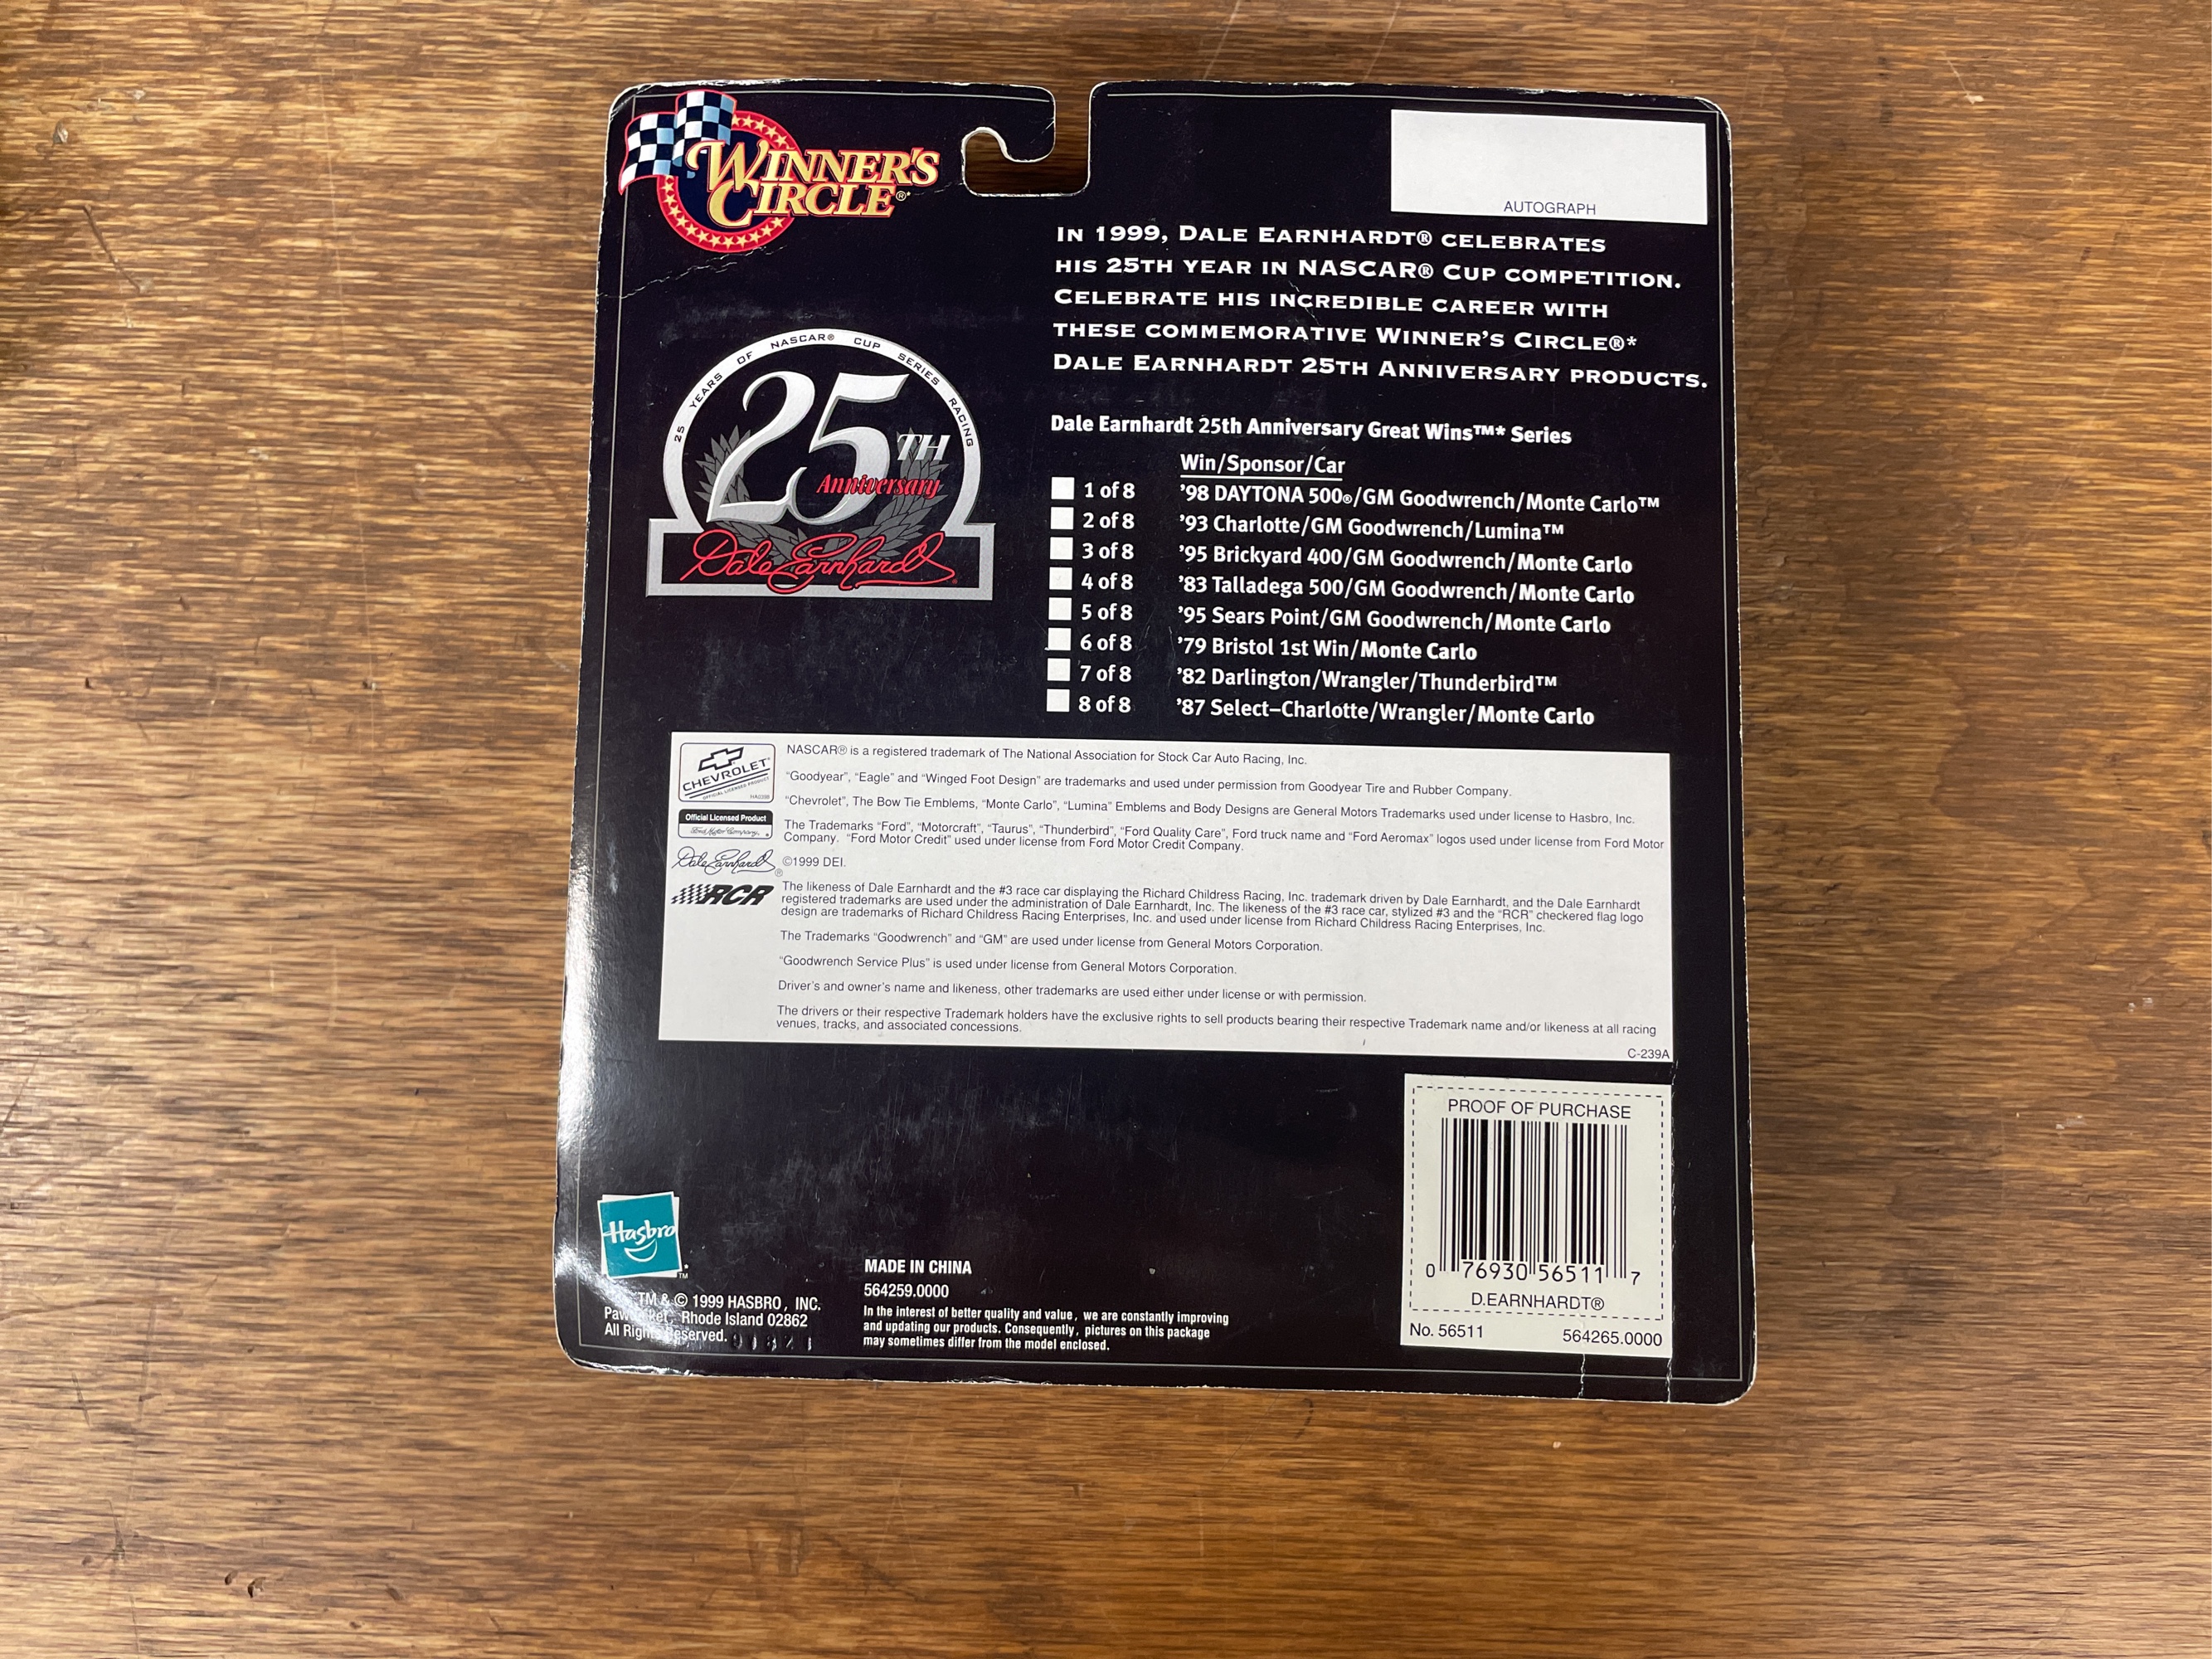 WINNER'S
CIRCLE®*
AUTOGRAPH
IN 1999, DALE EARNHARDT® CELEBRATES
HIS 25TH YEAR IN NASCAR® CUP COMPETITION.
CELEBRATE HIS INCREDIBLE CAREER WITH
THESE COMMEMORATIVE WINNER'S CIRCLE®*
DALE EARNHARDT 25TH ANNIVERSARY PRODUCTS.
25 YEARS OF NASCAR® CUP SERIES RACING
25TH
Anniversary
Dale Earnhardt
Dale Earnhardt 25th Anniversary Great Wins™* Series
Win/Sponsor/Car
1 of 8 '98 DAYTONA 500®/GM Goodwrench/Monte Carlo™
2 of 8 '93 Charlotte/GM Goodwrench/Lumina™
3 of 8 '95 Brickyard 400/GM Goodwrench/Monte Carlo
4 of 8 '83 Talladega 500/GM Goodwrench/Monte Carlo
5 of 8 '95 Sears Point/GM Goodwrench/Monte Carlo
6 of 8 '79 Bristol 1st Win/Monte Carlo
7 of 8 '82 Darlington/Wrangler/Thunderbird™
8 of 8 '87 Select–Charlotte/Wrangler/Monte Carlo
CHEVROLET
OFFICIAL LICENSED PRODUCT
NASCAR® is a registered trademark of The National Association for Stock Car Auto Racing, Inc.
"Goodyear", "Eagle" and "Winged Foot Design" are trademarks and used under permission from Goodyear Tire and Rubber Company.
"Chevrolet", The Bow Tie Emblems, "Monte Carlo", "Lumina" Emblems and Body Designs are General Motors Trademarks used under license to Hasbro, Inc.
Official Licensed Product
Ford Motor Company
The Trademarks "Ford", "Motorcraft", "Taurus", "Thunderbird", "Ford Quality Care", Ford truck name and "Ford Aeromax" logos used under license from Ford Motor
Company. "Ford Motor Credit" used under license from Ford Motor Credit Company.
Dale Earnhardt® ©1999 DEI.
RCR
The likeness of Dale Earnhardt and the #3 race car displaying the Richard Childress Racing, Inc. trademark driven by Dale Earnhardt, and the Dale Earnhardt
registered trademarks are used under the administration of Dale Earnhardt, Inc. The likeness of the #3 race car, stylized #3 and the "RCR" checkered flag logo
design are trademarks of Richard Childress Racing Enterprises, Inc. and used under license from Richard Childress Racing Enterprises, Inc.
The Trademarks "Goodwrench" and "GM" are used under license from General Motors Corporation.
"Goodwrench Service Plus" is used under license from General Motors Corporation.
Driver's and owner's name and likeness, other trademarks are used either under license or with permission.
The drivers or their respective Trademark holders have the exclusive rights to sell products bearing their respective Trademark name and/or likeness at all racing
venues, tracks, and associated concessions.
C-239A
PROOF OF PURCHASE
0 76930 56511 7
D.EARNHARDT®
No. 56511 564265.0000
Hasbro
™
*TM & © 1999 HASBRO, INC.
Pawtucket, Rhode Island 02862
All Rights Reserved.
MADE IN CHINA
564259.0000
In the interest of better quality and value, we are constantly improving
and updating our products. Consequently, pictures on this package
may sometimes differ from the model enclosed.